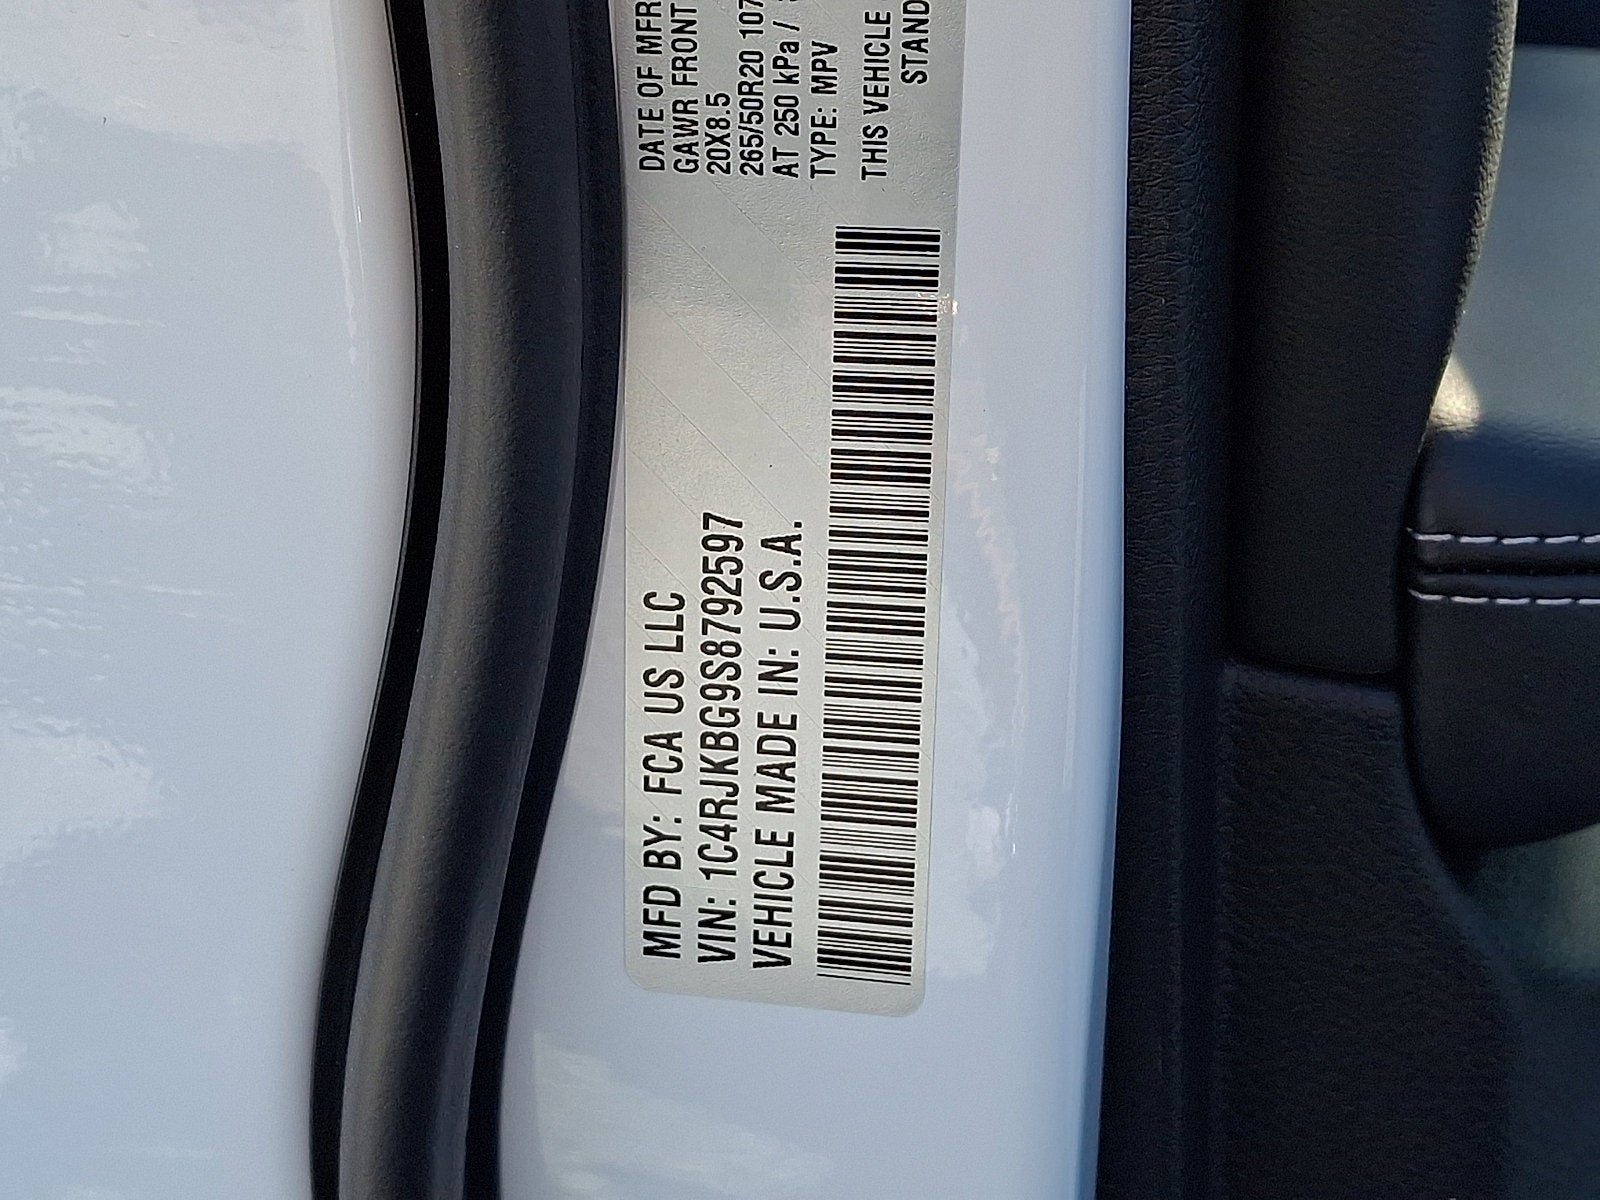 MFD BY: FCA US LLC
VIN: 1C4RJKBG9S8792597
VEHICLE MADE IN: U.S.A.
DATE OF MFR
GAWR FRONT
20X8.5
265/50R20 107
AT 250 kPa /
TYPE: MPV
THIS VEHICLE
STAND